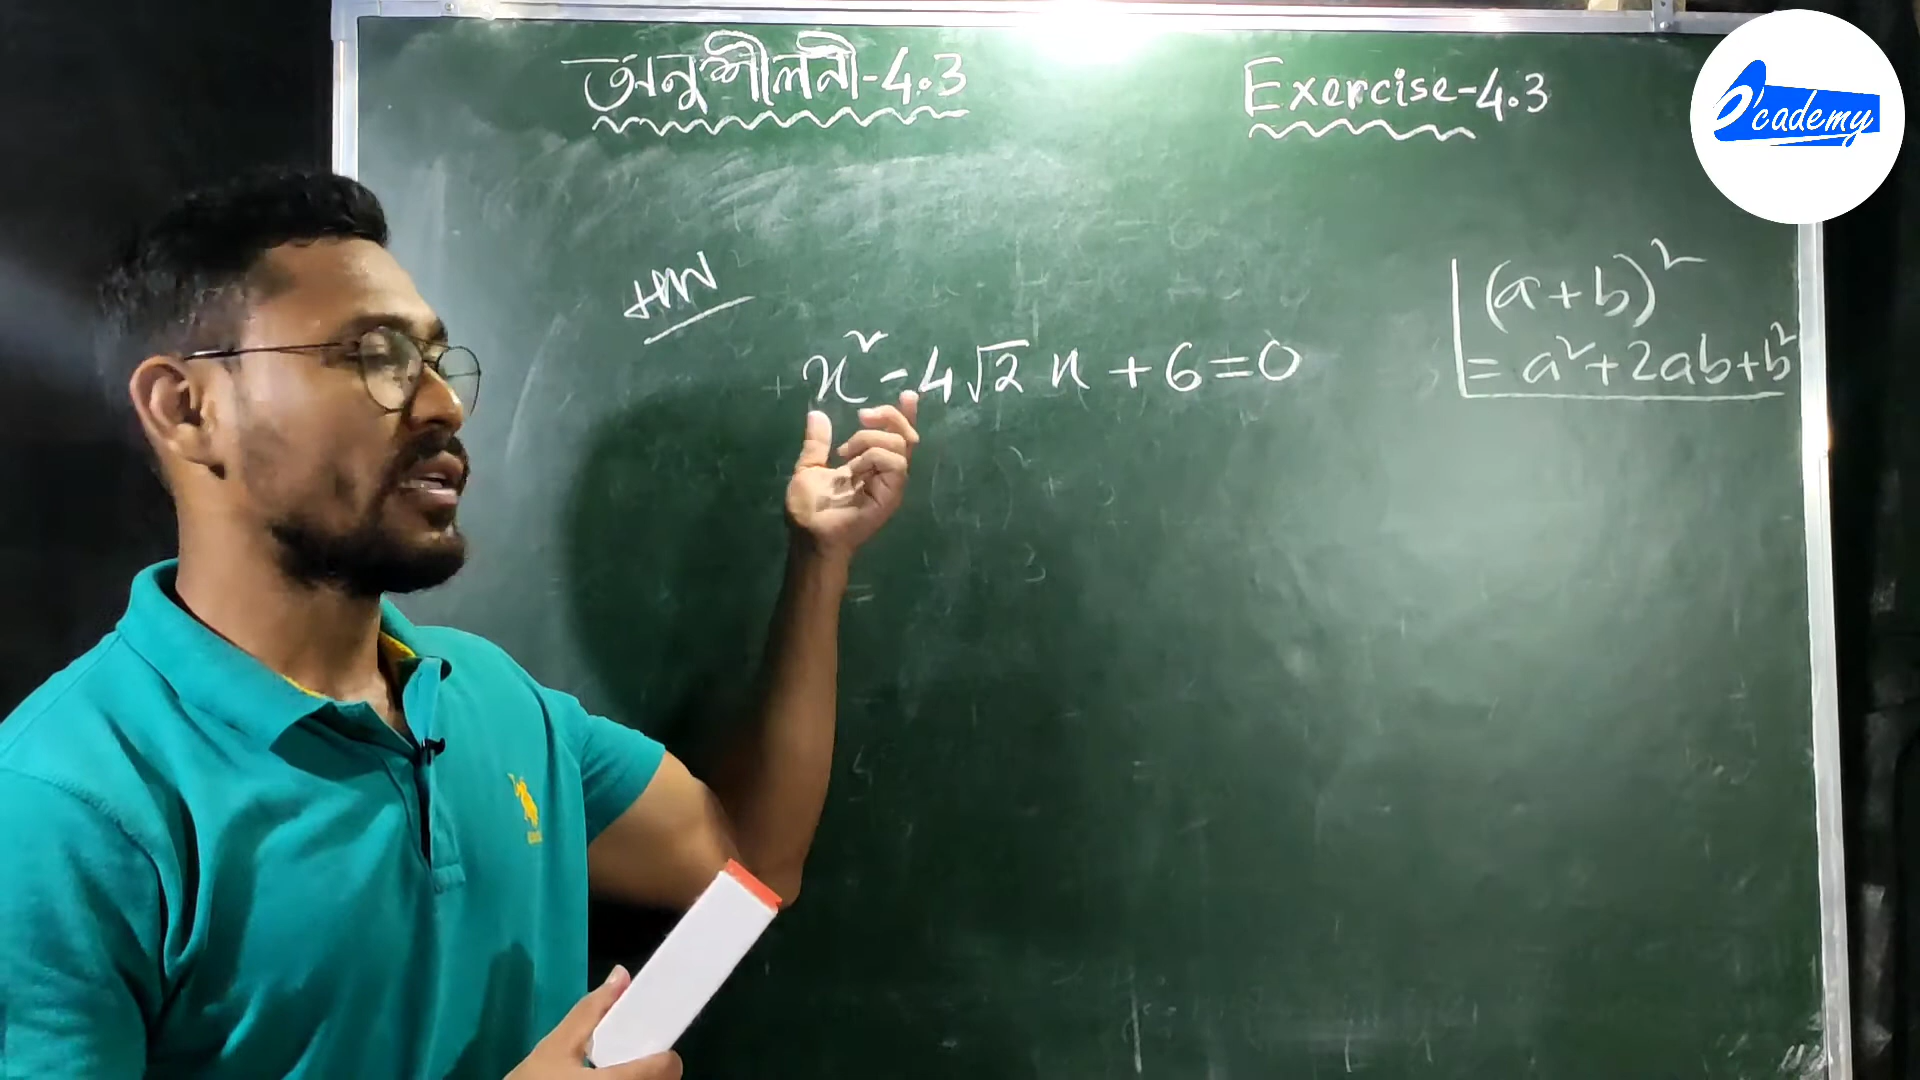 অনুশীলনী-4.3
Exercise-4.3
e'cademy
HW
x² - 4√2 x + 6 = 0
(a+b)²
= a² + 2ab + b²